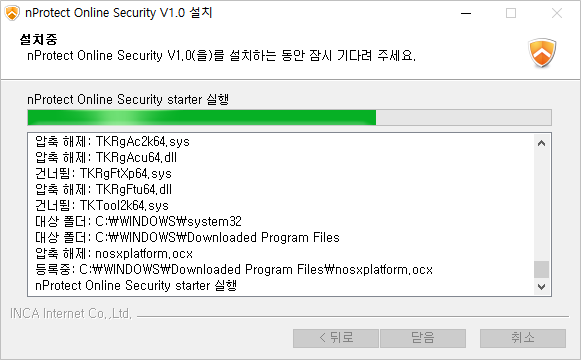 nProtect Online Security V1.0 설치
설치중
nProtect Online Security V1.0(을)를 설치하는 동안 잠시 기다려 주세요.
nProtect Online Security starter 실행
압축 해제: TKRgAc2k64.sys
압축 해제: TKRgAcu64.dll
건너뜀: TKRgFtXp64.sys
압축 해제: TKRgFtu64.dll
건너뜀: TKTool2k64.sys
대상 폴더: C:₩WINDOWS₩system32
대상 폴더: C:₩WINDOWS₩Downloaded Program Files
압축 해제: nosxplatform.ocx
등록중: C:₩WINDOWS₩Downloaded Program Files₩nosxplatform.ocx
nProtect Online Security starter 실행
INCA Internet Co.,Ltd.
< 뒤로 닫음 취소